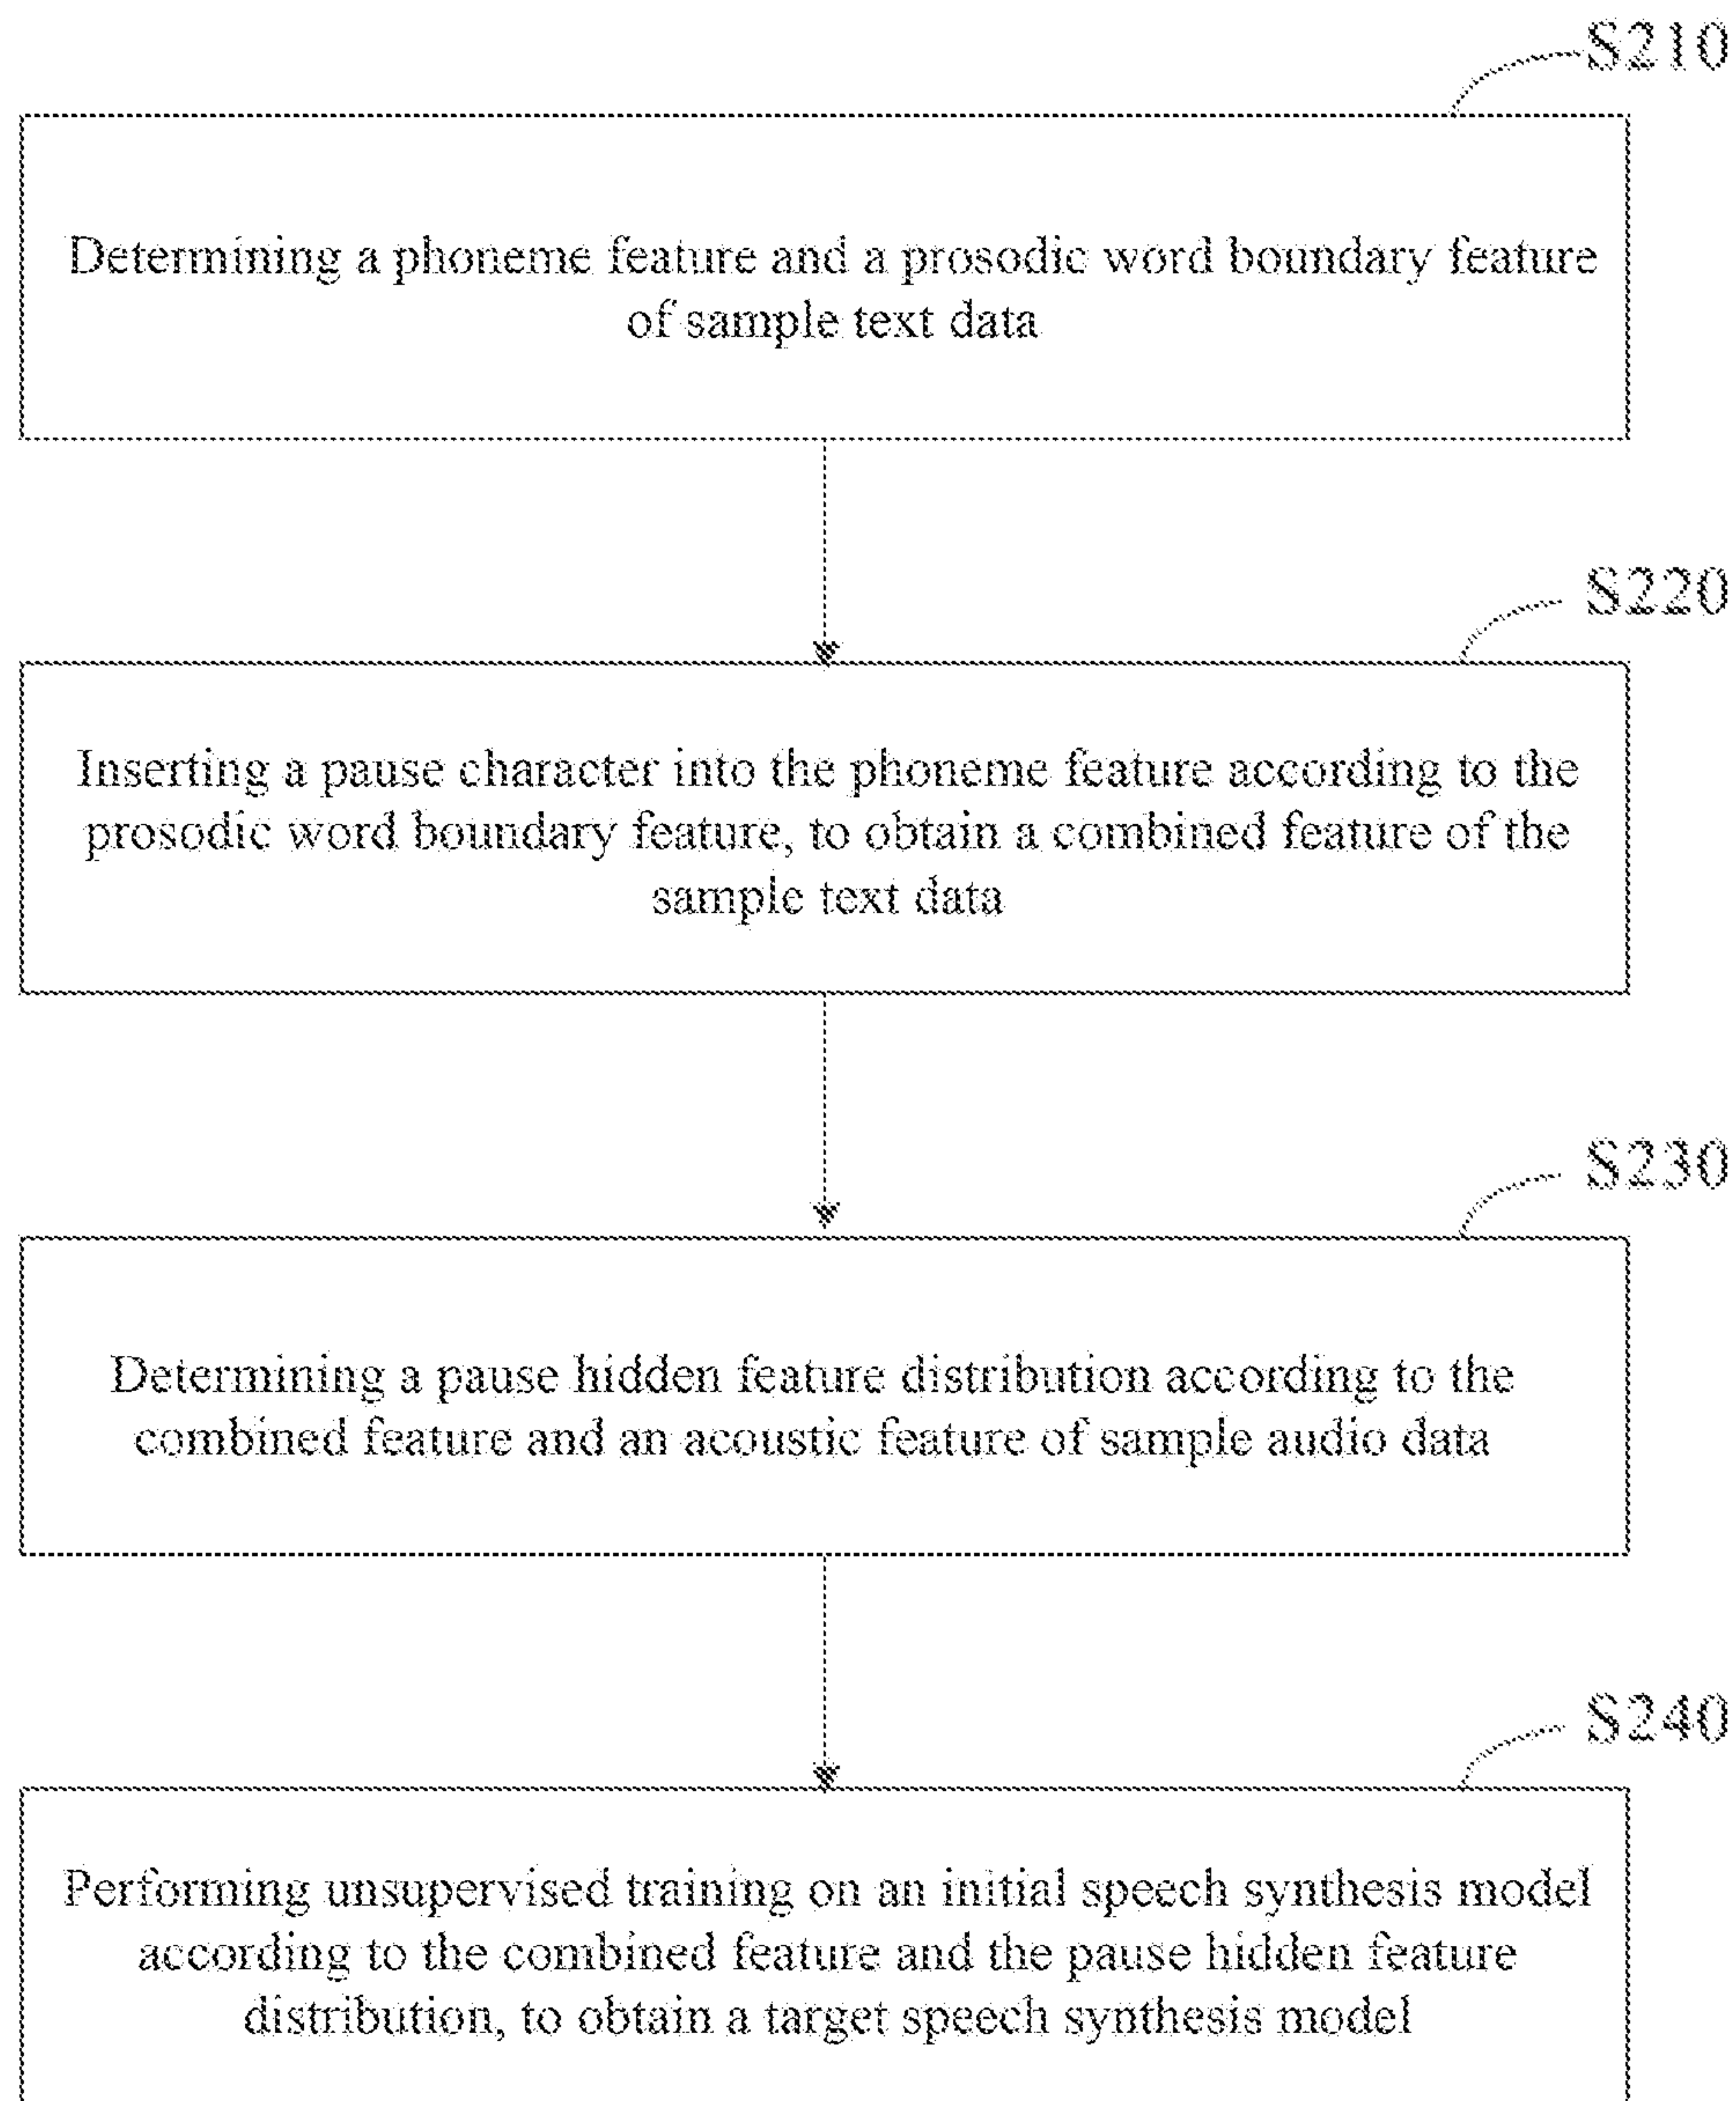 S210
Determining a phoneme feature and a prosodic word boundary feature
of sample text data
S220
Inserting a pause character into the phoneme feature according to the
prosodic word boundary feature, to obtain a combined feature of the
sample text data
S230
Determining a pause hidden feature distribution according to the
combined feature and an acoustic feature of sample audio data
S240
Performing unsupervised training on an initial speech synthesis model
according to the combined feature and the pause hidden feature
distribution, to obtain a target speech synthesis model